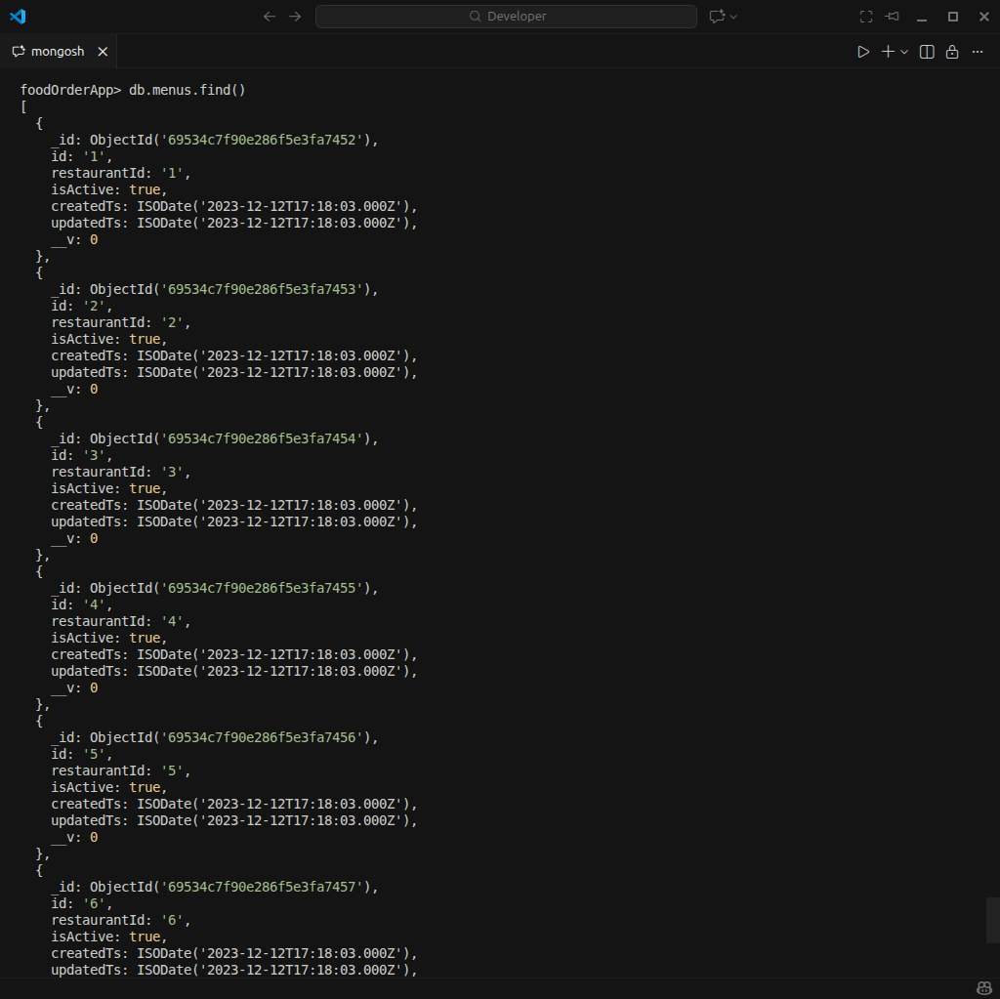 Developer
mongosh
foodOrderApp> db.menus.find()
[
  {
    _id: ObjectId('69534c7f90e286f5e3fa7452'),
    id: '1',
    restaurantId: '1',
    isActive: true,
    createdTs: ISODate('2023-12-12T17:18:03.000Z'),
    updatedTs: ISODate('2023-12-12T17:18:03.000Z'),
    __v: 0
  },
  {
    _id: ObjectId('69534c7f90e286f5e3fa7453'),
    id: '2',
    restaurantId: '2',
    isActive: true,
    createdTs: ISODate('2023-12-12T17:18:03.000Z'),
    updatedTs: ISODate('2023-12-12T17:18:03.000Z'),
    __v: 0
  },
  {
    _id: ObjectId('69534c7f90e286f5e3fa7454'),
    id: '3',
    restaurantId: '3',
    isActive: true,
    createdTs: ISODate('2023-12-12T17:18:03.000Z'),
    updatedTs: ISODate('2023-12-12T17:18:03.000Z'),
    __v: 0
  },
  {
    _id: ObjectId('69534c7f90e286f5e3fa7455'),
    id: '4',
    restaurantId: '4',
    isActive: true,
    createdTs: ISODate('2023-12-12T17:18:03.000Z'),
    updatedTs: ISODate('2023-12-12T17:18:03.000Z'),
    __v: 0
  },
  {
    _id: ObjectId('69534c7f90e286f5e3fa7456'),
    id: '5',
    restaurantId: '5',
    isActive: true,
    createdTs: ISODate('2023-12-12T17:18:03.000Z'),
    updatedTs: ISODate('2023-12-12T17:18:03.000Z'),
    __v: 0
  },
  {
    _id: ObjectId('69534c7f90e286f5e3fa7457'),
    id: '6',
    restaurantId: '6',
    isActive: true,
    createdTs: ISODate('2023-12-12T17:18:03.000Z'),
    updatedTs: ISODate('2023-12-12T17:18:03.000Z'),